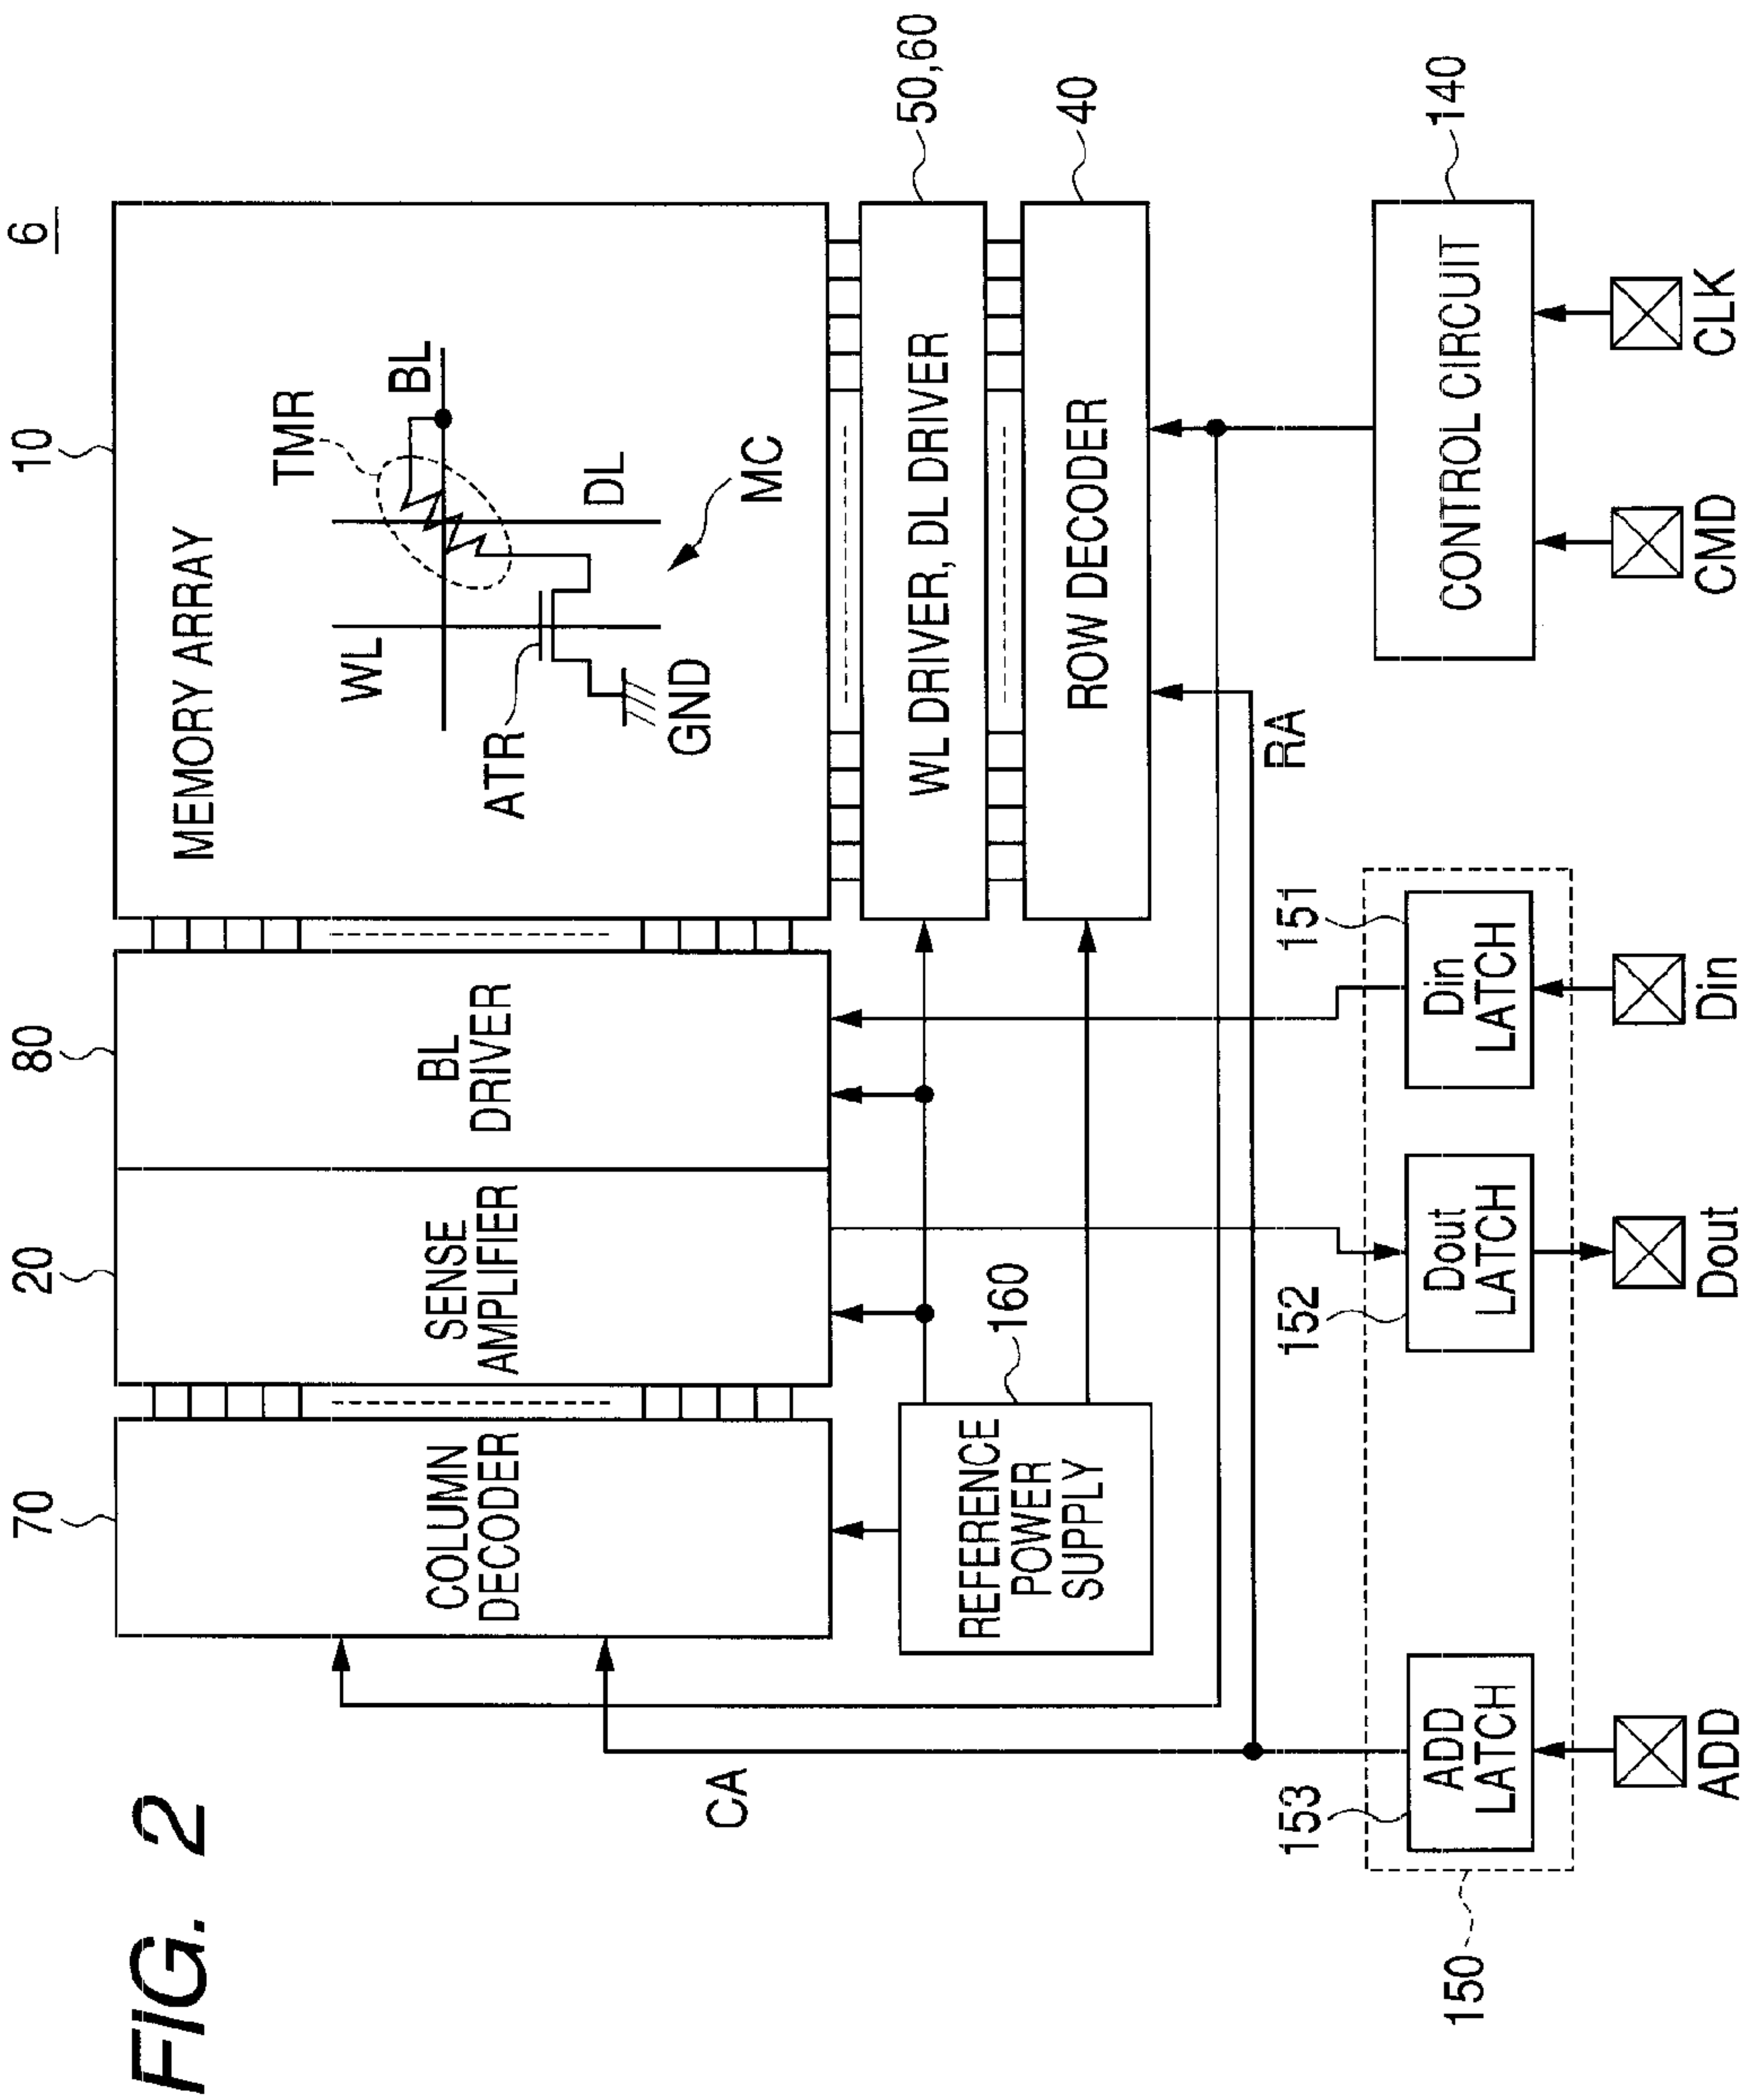 FIG. 2
6
70
20
80
10
COLUMN
DECODER
SENSE
AMPLIFIER
BL
DRIVER
MEMORY ARRAY
TMR
BL
WL
DL
ATR
GND
MC
50,60
WL DRIVER, DL DRIVER
40
ROW DECODER
CA
REFERENCE
POWER
SUPPLY
160
RA
140
CONTROL CIRCUIT
153
ADD
LATCH
152
Dout
LATCH
151
Din
LATCH
150
ADD
Dout
Din
CMD
CLK